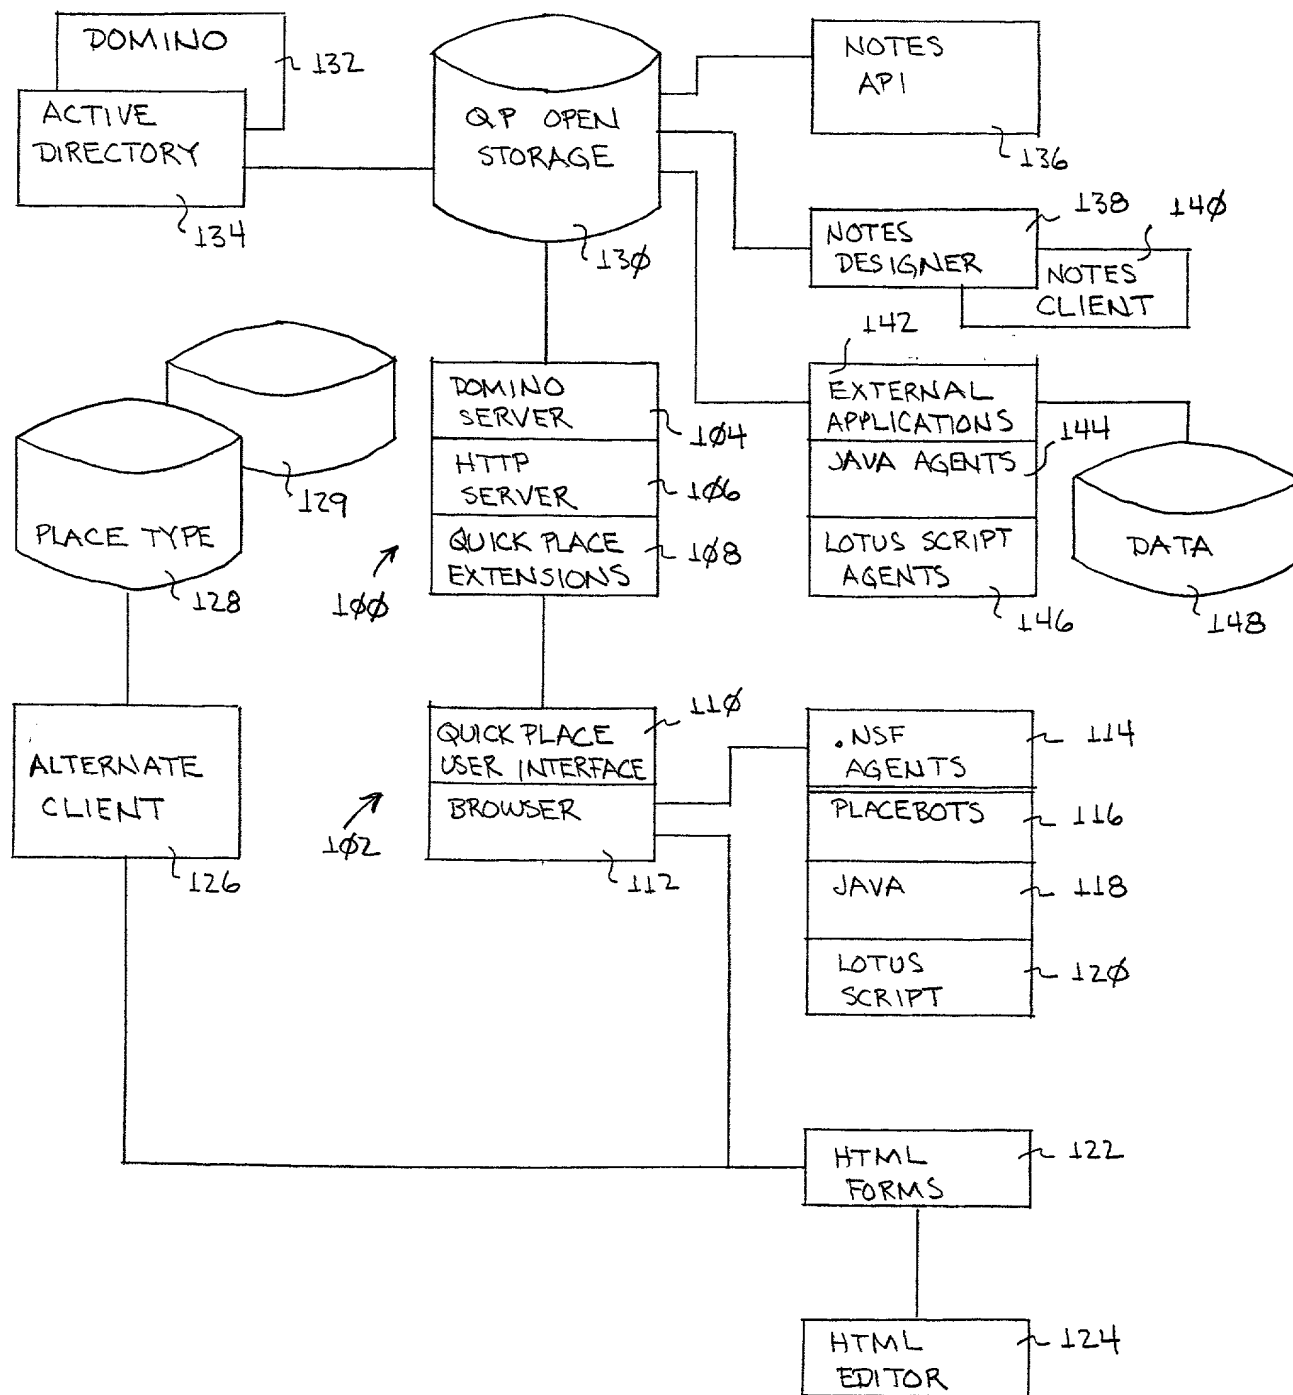 DOMINO
132
ACTIVE
DIRECTORY
134
QP OPEN
STORAGE
130
NOTES
API
136
138
140
NOTES
DESIGNER
NOTES
CLIENT
142
DOMINO
SERVER
104
HTTP
SERVER
106
QUICK PLACE
EXTENSIONS
108
EXTERNAL
APPLICATIONS
144
JAVA AGENTS
LOTUS SCRIPT
AGENTS
146
DATA
148
129
PLACE TYPE
128
100
ALTERNATE
CLIENT
126
102
110
QUICK PLACE
USER INTERFACE
BROWSER
112
.NSF
AGENTS
114
PLACEBOTS
116
JAVA
118
LOTUS
SCRIPT
120
HTML
FORMS
122
HTML
EDITOR
124